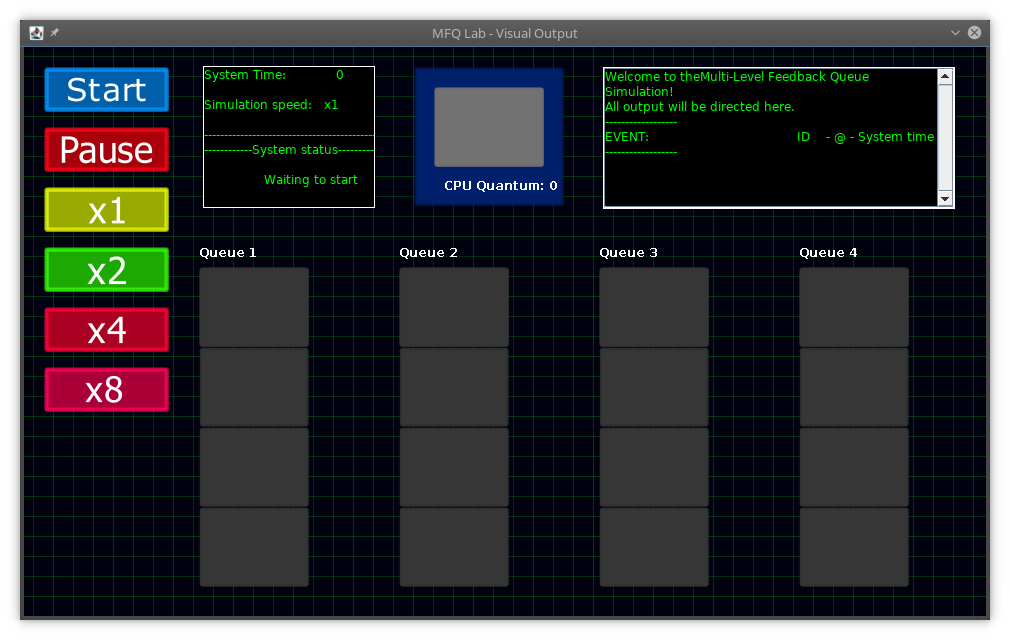 MFQ Lab - Visual Output
Start
Pause
x1
x2
x4
x8
System Time: 0
Simulation speed: x1
------------------------------------------
------------System status---------
Waiting to start
CPU Quantum: 0
Welcome to theMulti-Level Feedback Queue
Simulation!
All output will be directed here.
------------------
EVENT: ID - @ - System time
------------------
Queue 1
Queue 2
Queue 3
Queue 4